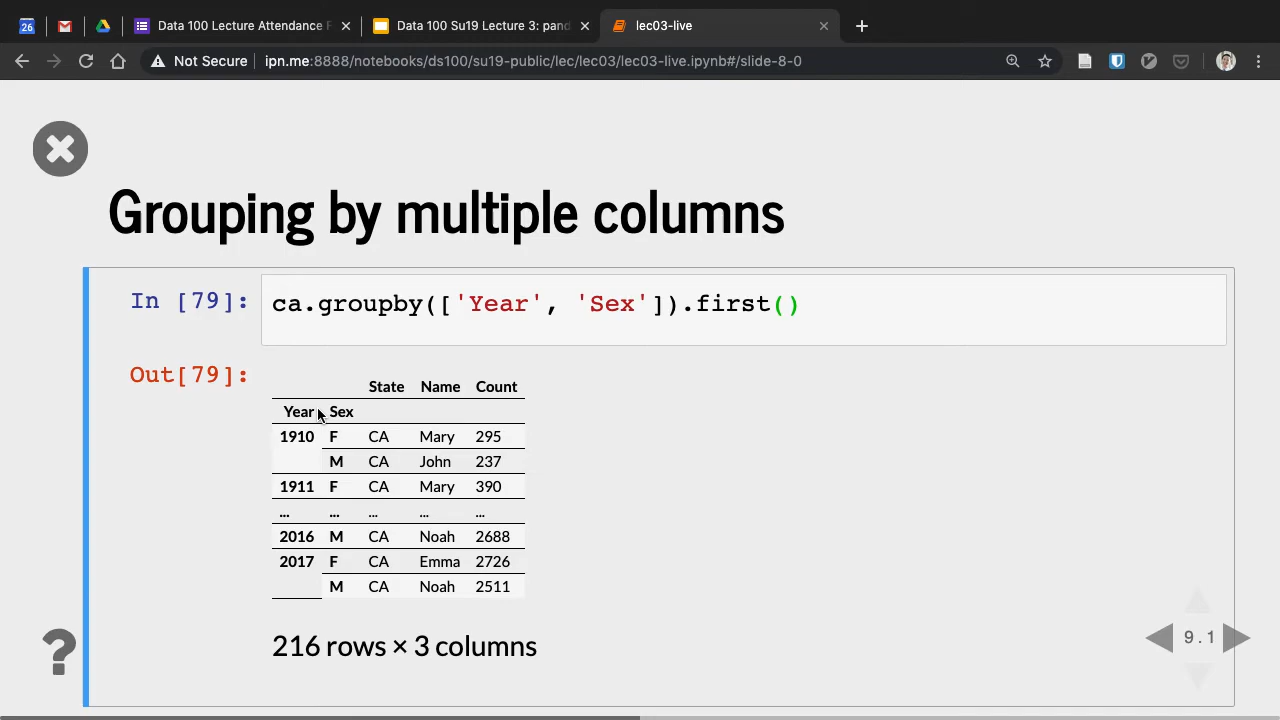 26
Data 100 Lecture Attendance F
Data 100 Su19 Lecture 3: pand
lec03-live
Not Secure
ipn.me:8888/notebooks/ds100/su19-public/lec/lec03/lec03-live.ipynb#/slide-8-0
Grouping by multiple columns
In [79]: ca.groupby(['Year', 'Sex']).first()
Out[79]:
State Name Count
Year Sex
1910 F CA Mary 295
M CA John 237
1911 F CA Mary 390
... ... ... ... ...
2016 M CA Noah 2688
2017 F CA Emma 2726
M CA Noah 2511
216 rows × 3 columns
?
9.1